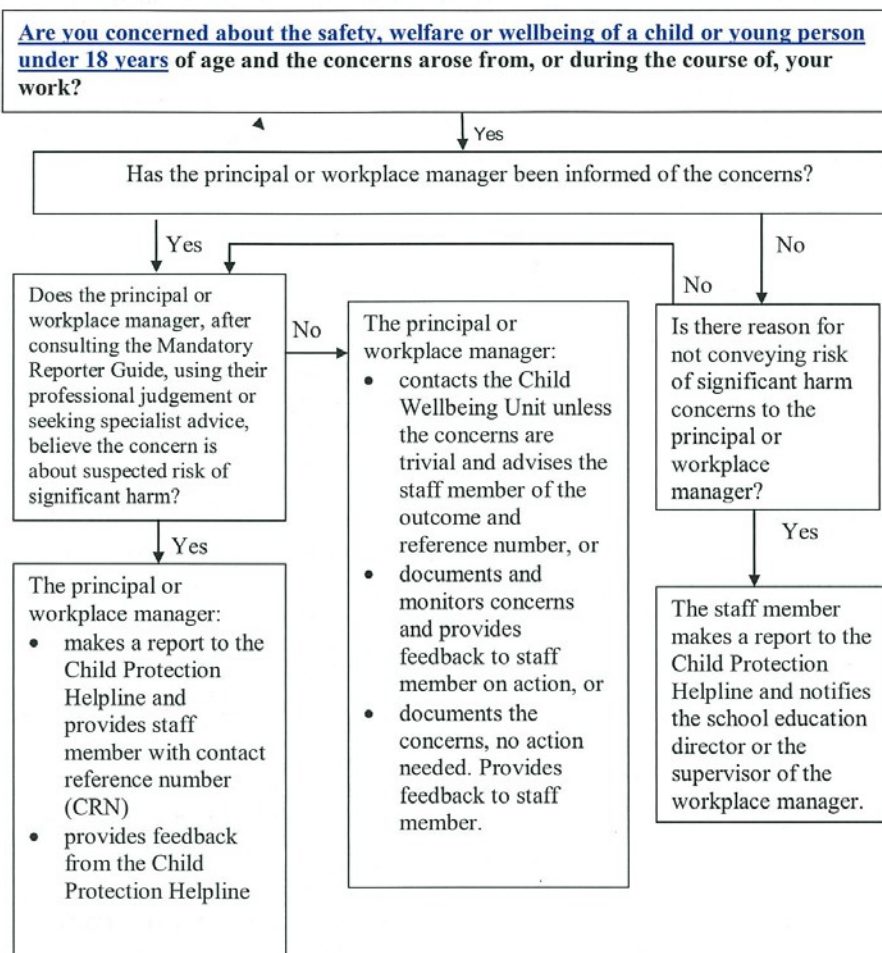 Are you concerned about the safety, welfare or wellbeing of a child or young person
under 18 years of age and the concerns arose from, or during the course of, your
work?
Yes
Has the principal or workplace manager been informed of the concerns?
Yes
No
Does the principal or
workplace manager, after
consulting the Mandatory
Reporter Guide, using their
professional judgement or
seeking specialist advice,
believe the concern is
about suspected risk of
significant harm?
No
The principal or
workplace manager:
• contacts the Child
Wellbeing Unit unless
the concerns are
trivial and advises the
staff member of the
outcome and
reference number, or
• documents and
monitors concerns
and provides
feedback to staff
member on action, or
• documents the
concerns, no action
needed. Provides
feedback to staff
member.
No
Is there reason for
not conveying risk
of significant harm
concerns to the
principal or
workplace
manager?
Yes
The principal or
workplace manager:
• makes a report to the
Child Protection
Helpline and
provides staff
member with contact
reference number
(CRN)
• provides feedback
from the Child
Protection Helpline
Yes
The staff member
makes a report to the
Child Protection
Helpline and notifies
the school education
director or the
supervisor of the
workplace manager.